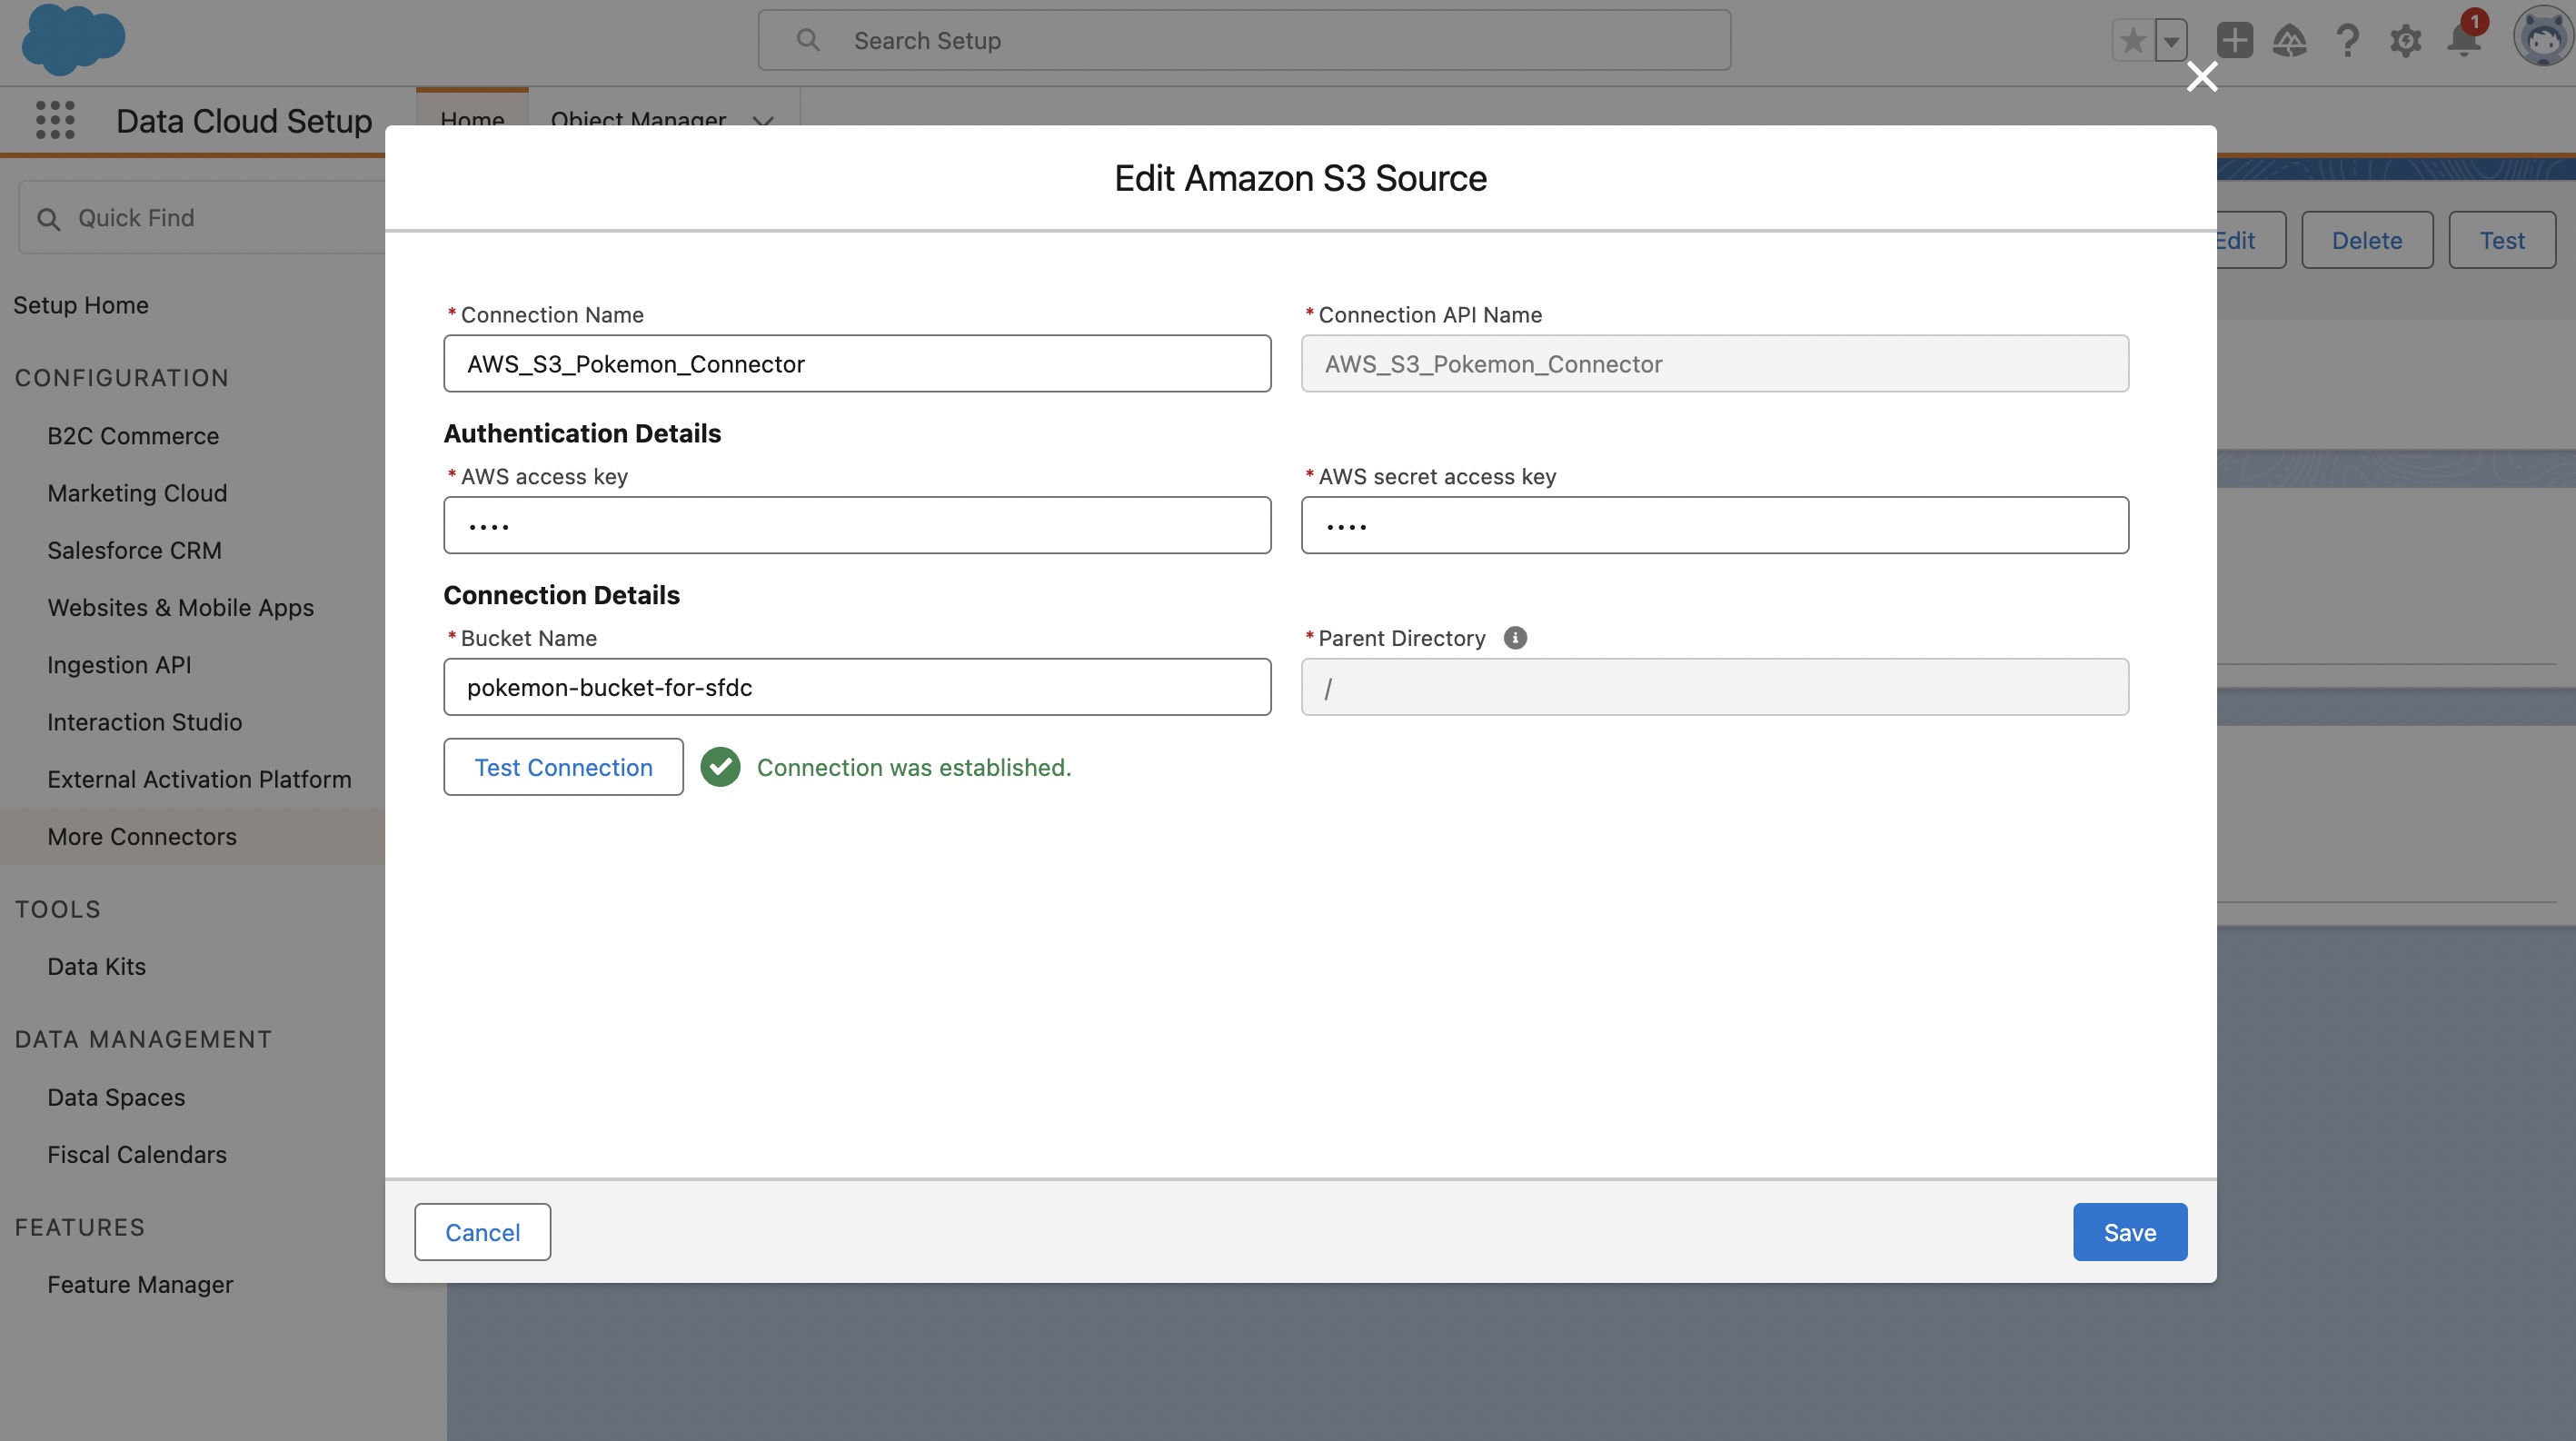 Search Setup
1
Data Cloud Setup
Home
Object Manager
Edit Amazon S3 Source
Quick Find
Edit
Delete
Test
Setup Home
* Connection Name
* Connection API Name
AWS_S3_Pokemon_Connector
AWS_S3_Pokemon_Connector
CONFIGURATION
B2C Commerce
Marketing Cloud
Salesforce CRM
Websites & Mobile Apps
Ingestion API
Interaction Studio
External Activation Platform
More Connectors
Authentication Details
* AWS access key
* AWS secret access key
••••
••••
Connection Details
* Bucket Name
* Parent Directory
pokemon-bucket-for-sfdc
/
Test Connection
Connection was established.
TOOLS
Data Kits
DATA MANAGEMENT
Data Spaces
Fiscal Calendars
FEATURES
Feature Manager
Cancel
Save